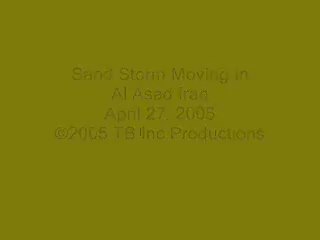 Sand Storm Moving in
Al Asad Iraq
April 27, 2005
©2005 TB Inc Productions